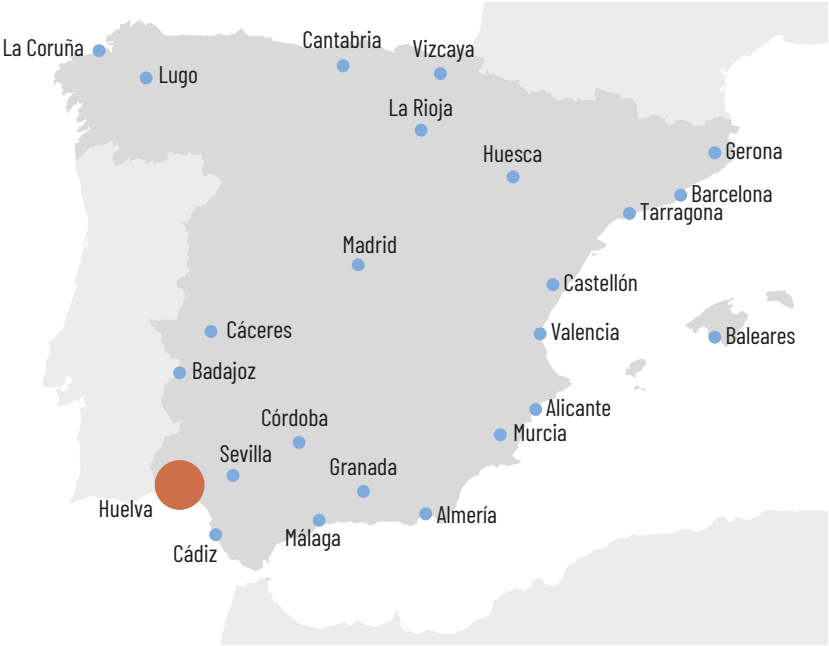 La Coruña
Cantabria
Vizcaya
Lugo
La Rioja
Huesca
Gerona
Barcelona
Tarragona
Madrid
Castellón
Cáceres
Valencia
Baleares
Badajoz
Alicante
Córdoba
Murcia
Sevilla
Granada
Huelva
Almería
Málaga
Cádiz